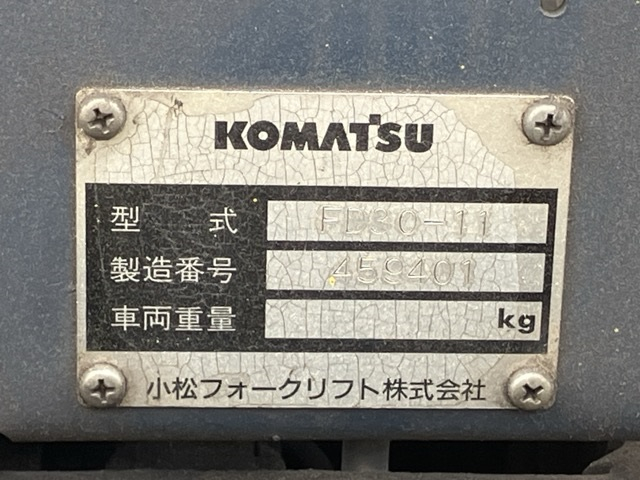 KOMATSU
型 式 FD30-11
製造番号 459401
車両重量 kg
小松フォークリフト株式会社